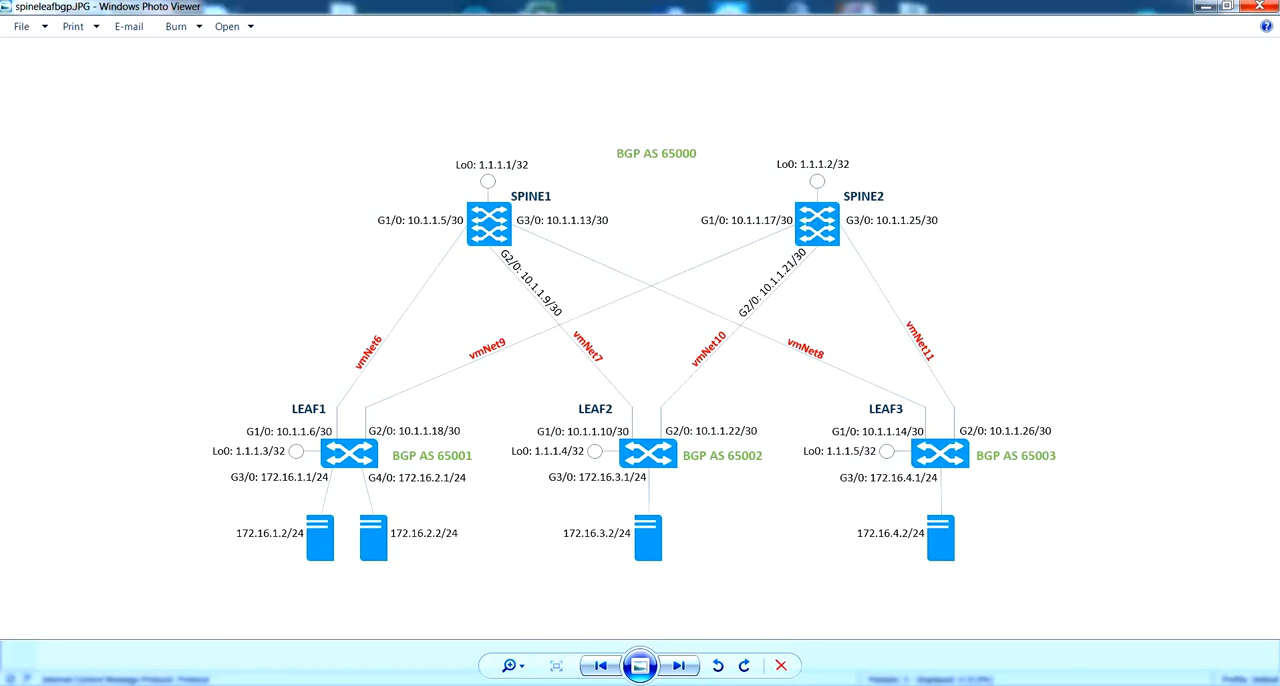 spineleafbgp.JPG - Windows Photo Viewer
File Print E-mail Burn Open
BGP AS 65000
Lo0: 1.1.1.1/32
Lo0: 1.1.1.2/32
SPINE1
SPINE2
G1/0: 10.1.1.5/30
G3/0: 10.1.1.13/30
G1/0: 10.1.1.17/30
G3/0: 10.1.1.25/30
G2/0: 10.1.1.9/30
G2/0: 10.1.1.21/30
vmNet6
vmNet9
vmNet7
vmNet10
vmNet8
vmNet11
LEAF1
LEAF2
LEAF3
G1/0: 10.1.1.6/30
G2/0: 10.1.1.18/30
G1/0: 10.1.1.10/30
G2/0: 10.1.1.22/30
G1/0: 10.1.1.14/30
G2/0: 10.1.1.26/30
Lo0: 1.1.1.3/32
BGP AS 65001
Lo0: 1.1.1.4/32
BGP AS 65002
Lo0: 1.1.1.5/32
BGP AS 65003
G3/0: 172.16.1.1/24
G4/0: 172.16.2.1/24
G3/0: 172.16.3.1/24
G3/0: 172.16.4.1/24
172.16.1.2/24
172.16.2.2/24
172.16.3.2/24
172.16.4.2/24
Internet Control Message Protocol: Protocol